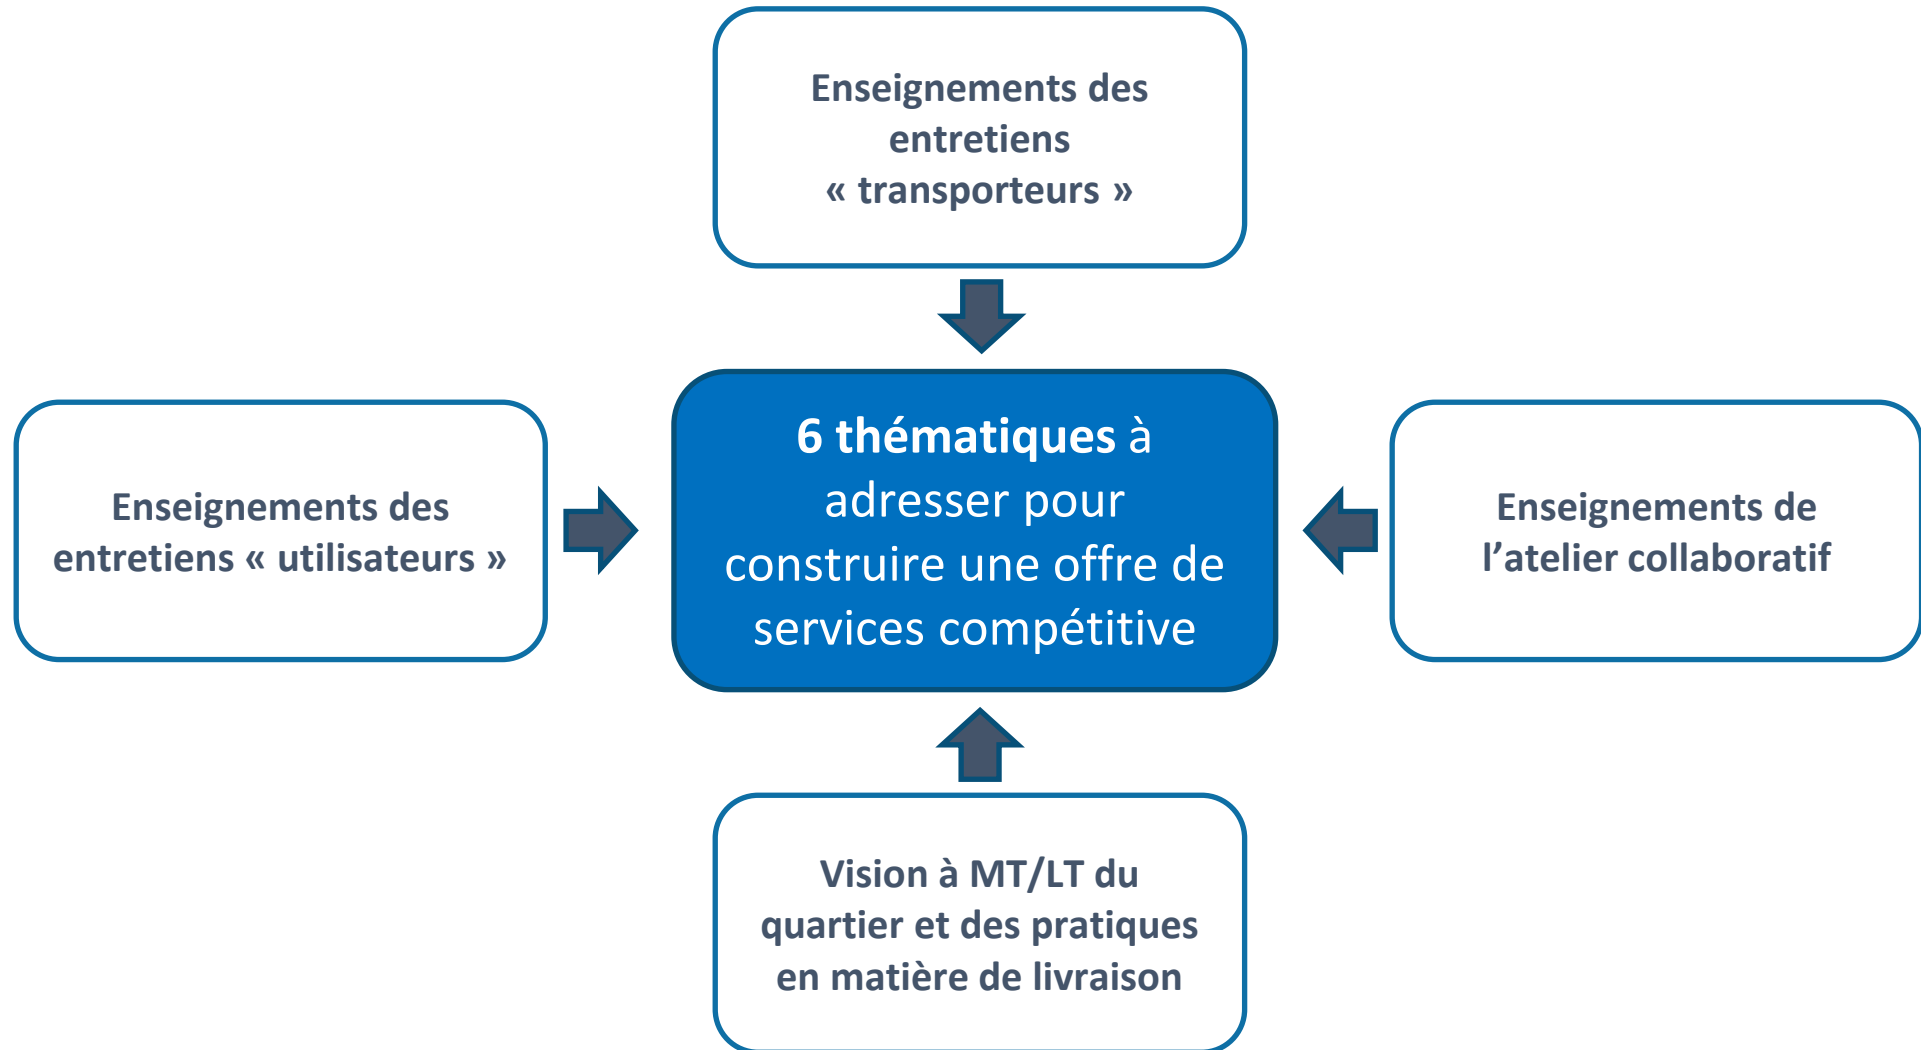 Enseignements des
entretiens
« transporteurs »
Enseignements des
entretiens « utilisateurs »
6 thématiques à
adresser pour
construire une offre de
services compétitive
Enseignements de
l’atelier collaboratif
Vision à MT/LT du
quartier et des pratiques
en matière de livraison